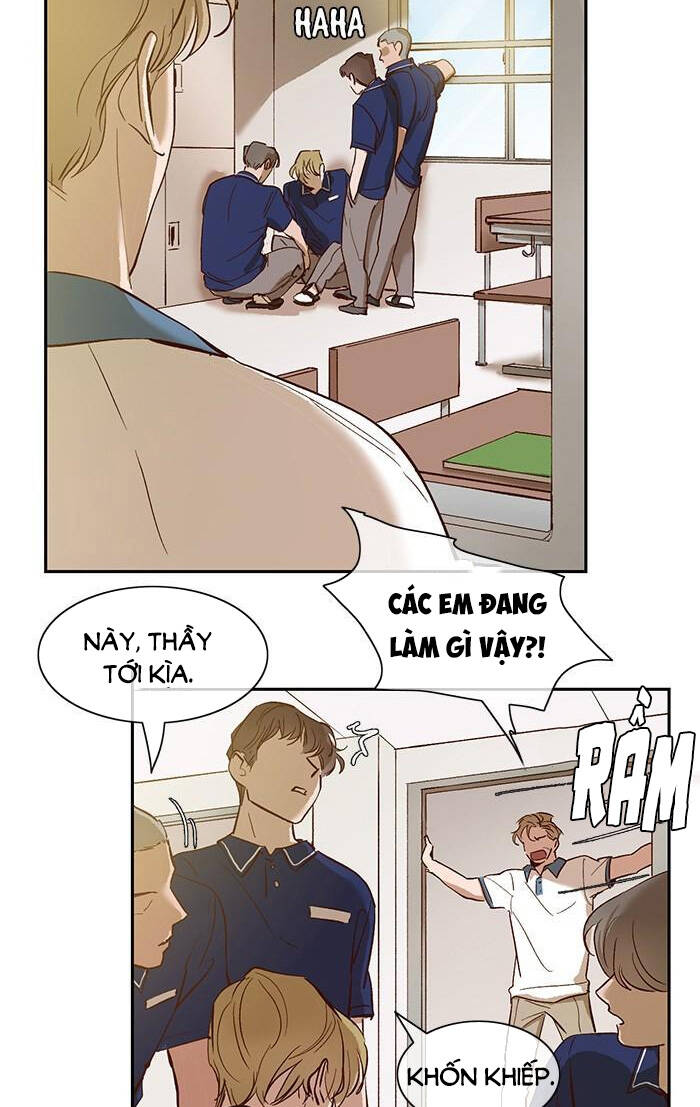 HAHA
CÁC EM ĐANG
LÀM GÌ VẬY?!
NÀY, THẦY
TỚI KÌA.
RẦM
KHỐN KHIẾP.